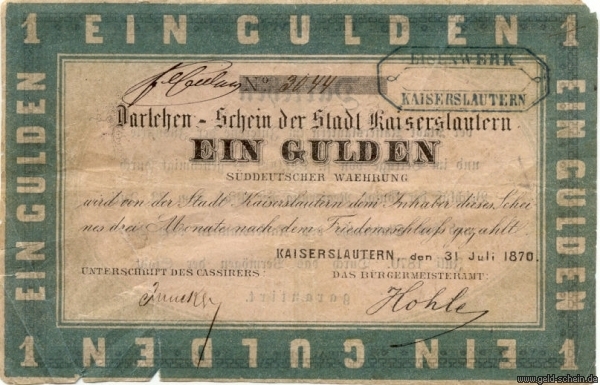 1 EIN GULDEN 1
EIN GULDEN
EIN GULDEN
No. 3044
EISENWERK
KAISERSLAUTERN
Darlehen - Schein der Stadt Kaiserslautern
EIN GULDEN
SÜDDEUTSCHER WAEHRUNG
wird von der Stadt Kaiserslautern dem Inhaber dieses Schei-
nes drei Monate nach dem Friedensschluß gezahlt.
KAISERSLAUTERN, den 31 Juli 1870.
UNTERSCHRIFT DES CASSIRERS:
DAS BÜRGERMEISTERAMT:
Hohle
1 EIN GULDEN 1
www.geld-schein.de